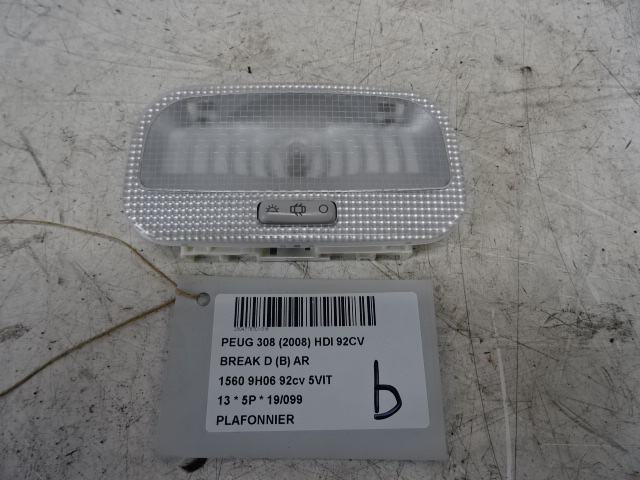 PEUG 308 (2008) HDI 92CV
BREAK D (B) AR
1560 9H06 92cv 5VIT
13 * 5P * 19/099
PLAFONNIER
b